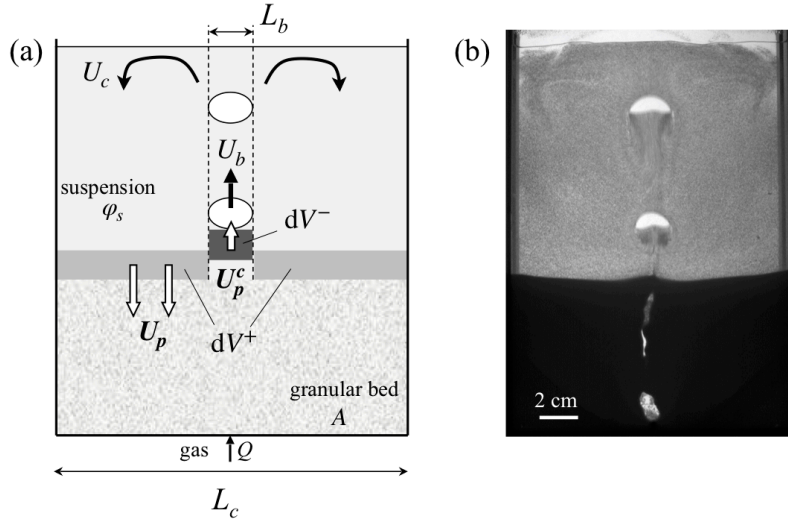 (a)
L_b
U_c
U_b
suspension
φ_s
dV⁻
U_p^c
U_p
dV⁺
granular bed
A
gas
Q
L_c
(b)
2 cm